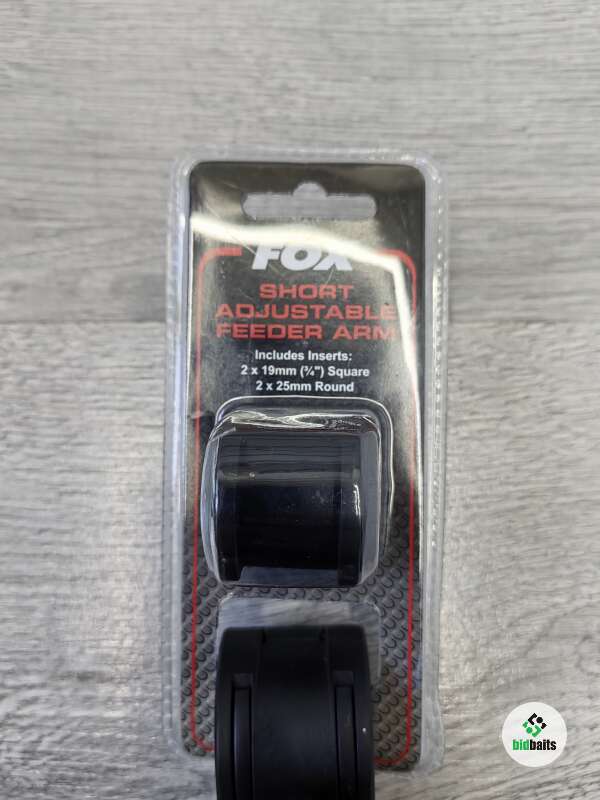 FOX
SHORT
ADJUSTABLE
FEEDER ARM
Includes Inserts:
2 x 19mm (¾") Square
2 x 25mm Round
bidbaits